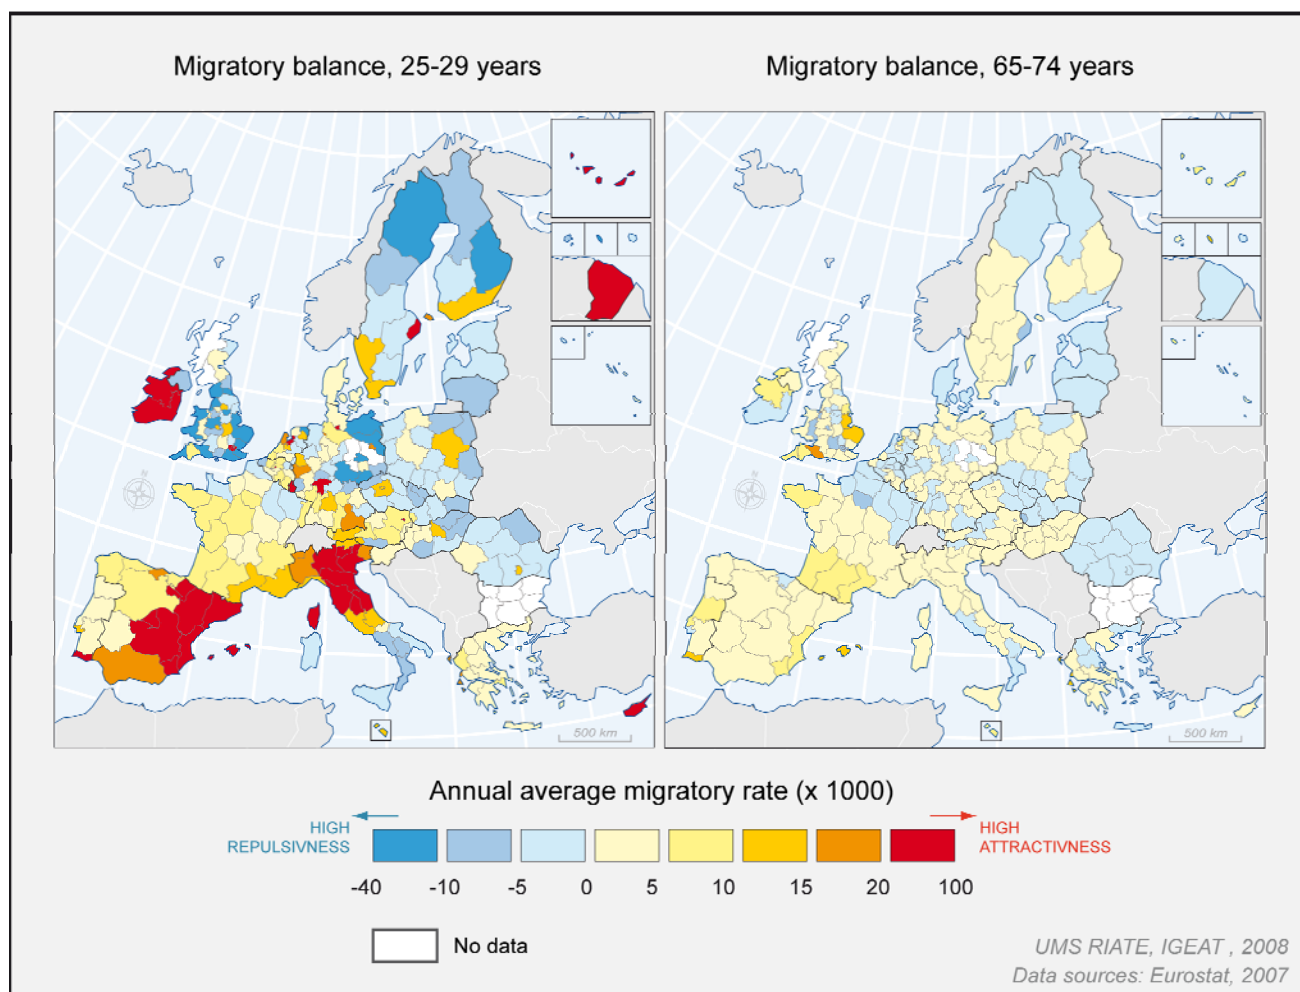 Migratory balance, 25-29 years
Migratory balance, 65-74 years
500 km
500 km
Annual average migratory rate (x 1000)
HIGH
REPULSIVNESS
HIGH
ATTRACTIVNESS
-40 -10 -5 0 5 10 15 20 100
No data
UMS RIATE, IGEAT , 2008
Data sources: Eurostat, 2007